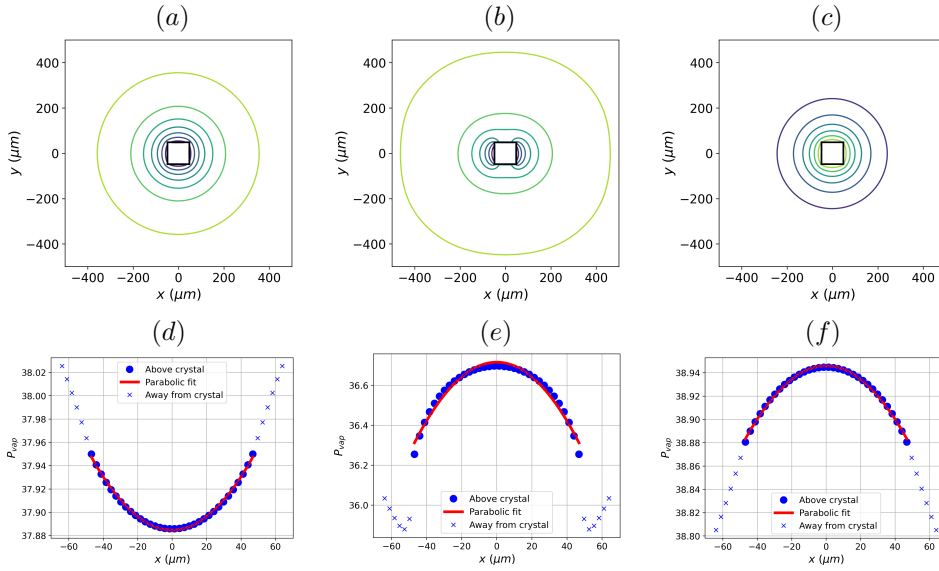 (a)
(b)
(c)
400
200
0
−200
−400
−400 −200 0 200 400
y (μm)
x (μm)
400
200
0
−200
−400
−400 −200 0 200 400
y (μm)
x (μm)
400
200
0
−200
−400
−400 −200 0 200 400
y (μm)
x (μm)
(d)
(e)
(f)
38.02
38.00
37.98
37.96
37.94
37.92
37.90
37.88
−60 −40 −20 0 20 40 60
Pvap
x (μm)
Above crystal
Parabolic fit
Away from crystal
36.6
36.4
36.2
36.0
−60 −40 −20 0 20 40 60
Pvap
x (μm)
Above crystal
Parabolic fit
Away from crystal
38.94
38.92
38.90
38.88
38.86
38.84
38.82
38.80
−60 −40 −20 0 20 40 60
Pvap
x (μm)
Above crystal
Parabolic fit
Away from crystal